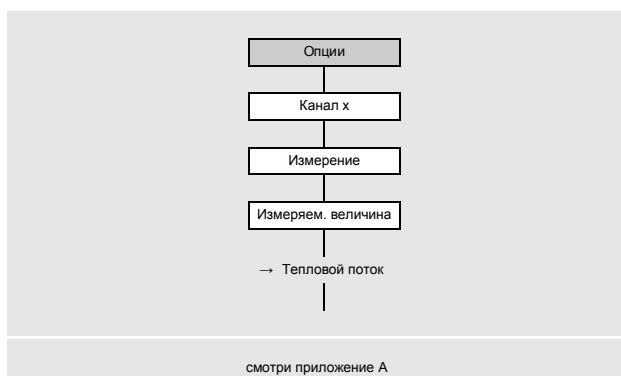 Опции
Канал x
Измерение
Измеряем. величина
→ Тепловой поток
смотри приложение А